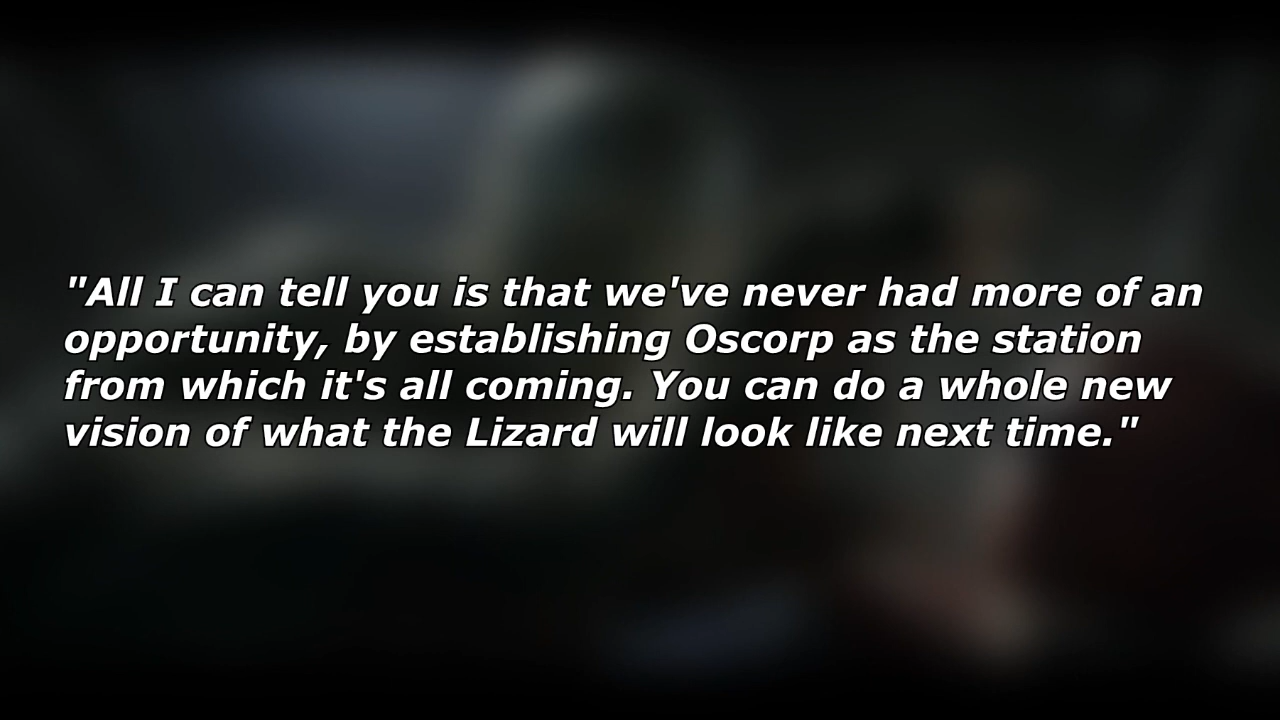 "All I can tell you is that we've never had more of an
opportunity, by establishing Oscorp as the station
from which it's all coming. You can do a whole new
vision of what the Lizard will look like next time."